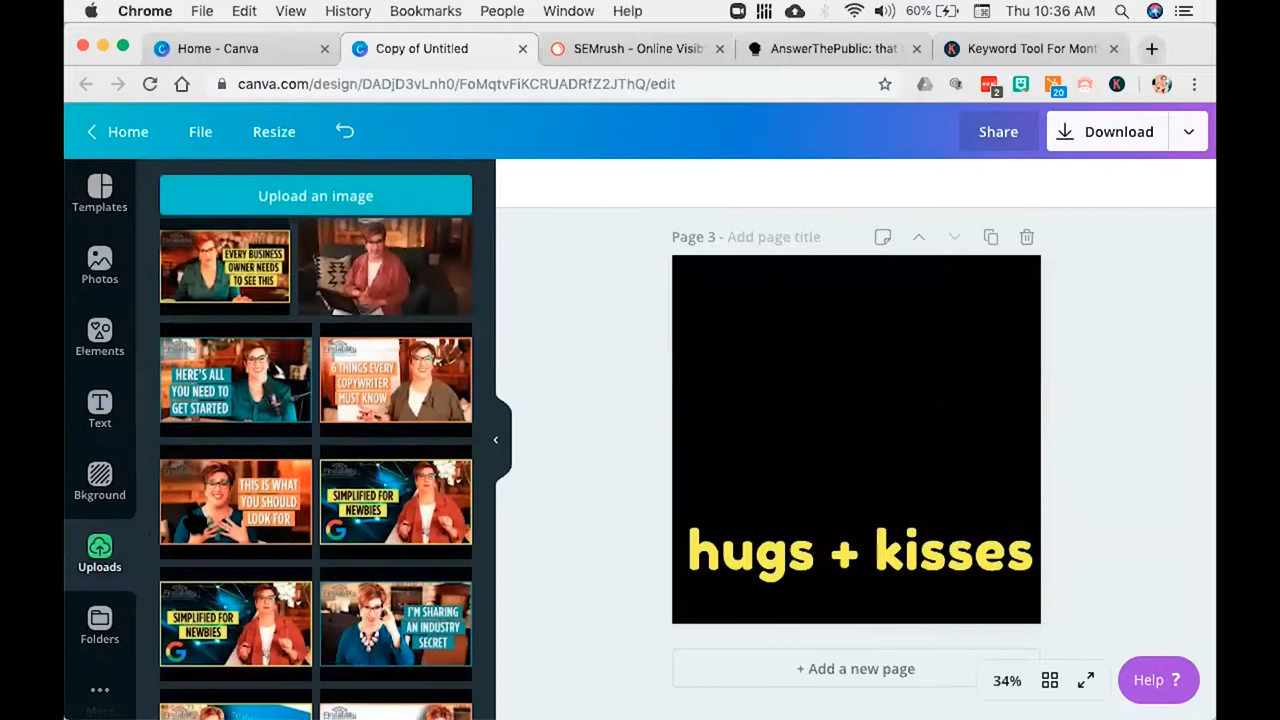 Chrome File Edit View History Bookmarks People Window Help 60% Thu 10:36 AM
Home - Canva Copy of Untitled SEMrush - Online Visib AnswerThePublic: that Keyword Tool For Mont
canva.com/design/DADjD3vLnh0/FoMqtvFiKCRUADRfZ2JThQ/edit 2 20
Home File Resize Share Download
Templates
Photos
Elements
Text
Bkground
Uploads
Folders
More
Upload an image
EVERY BUSINESS
OWNER NEEDS
TO SEE THIS
HERE'S ALL
YOU NEED TO
GET STARTED
6 THINGS EVERY
COPYWRITER
MUST KNOW
THIS IS WHAT
YOU SHOULD
LOOK FOR
SIMPLIFIED FOR
NEWBIES
SIMPLIFIED FOR
NEWBIES
I'M SHARING
AN INDUSTRY
SECRET
Page 3 - Add page title
hugs + kisses
+ Add a new page
34%
Help ?